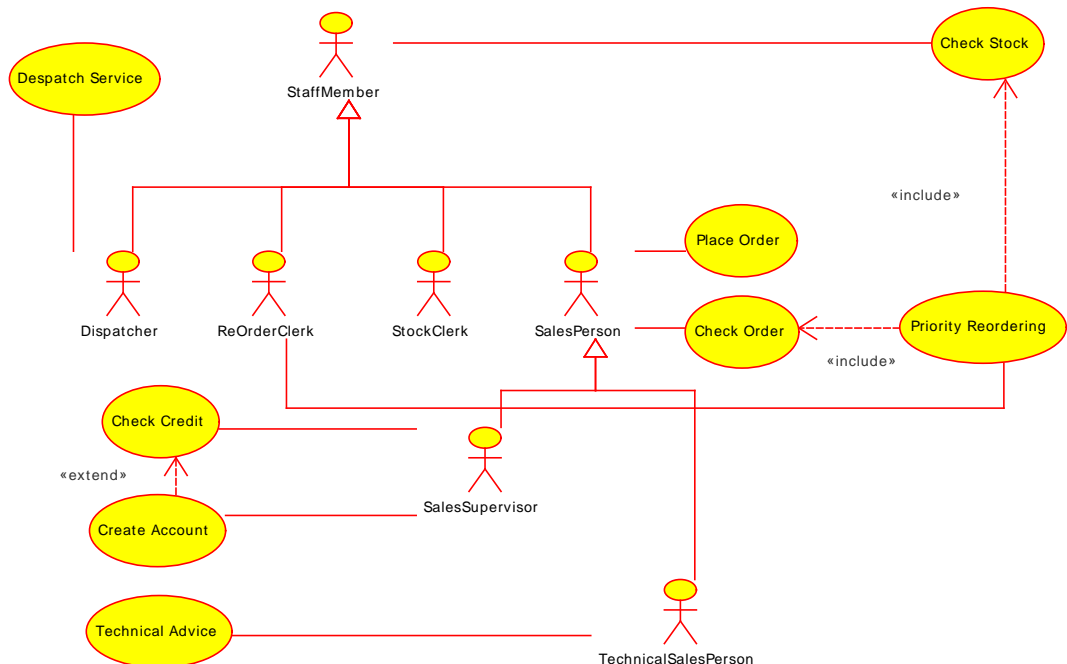 Check Stock
Despatch Service
StaffMember
«include»
Place Order
Dispatcher
ReOrderClerk
StockClerk
SalesPerson
Check Order
Priority Reordering
«include»
Check Credit
«extend»
SalesSupervisor
Create Account
Technical Advice
TechnicalSalesPerson